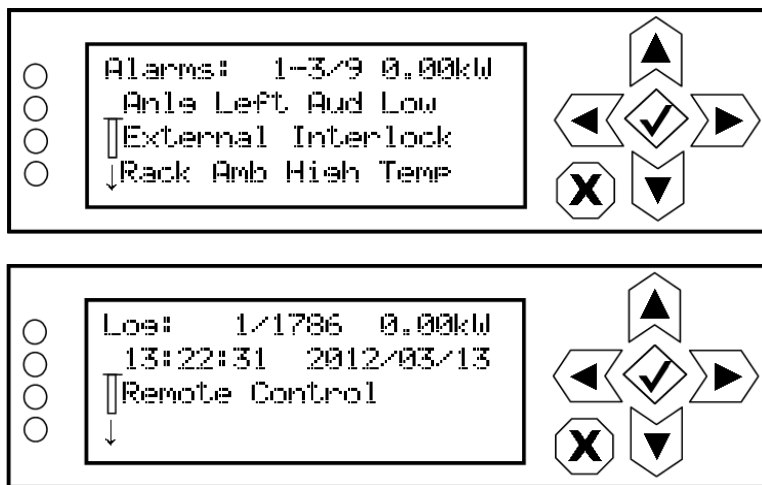 Alarms: 1-3/9 0.00kW
Anlg Left Aud Low
External Interlock
↓Rack Amb High Temp
X
Log: 1/1786 0.00kW
13:22:31 2012/03/13
Remote Control
↓
X